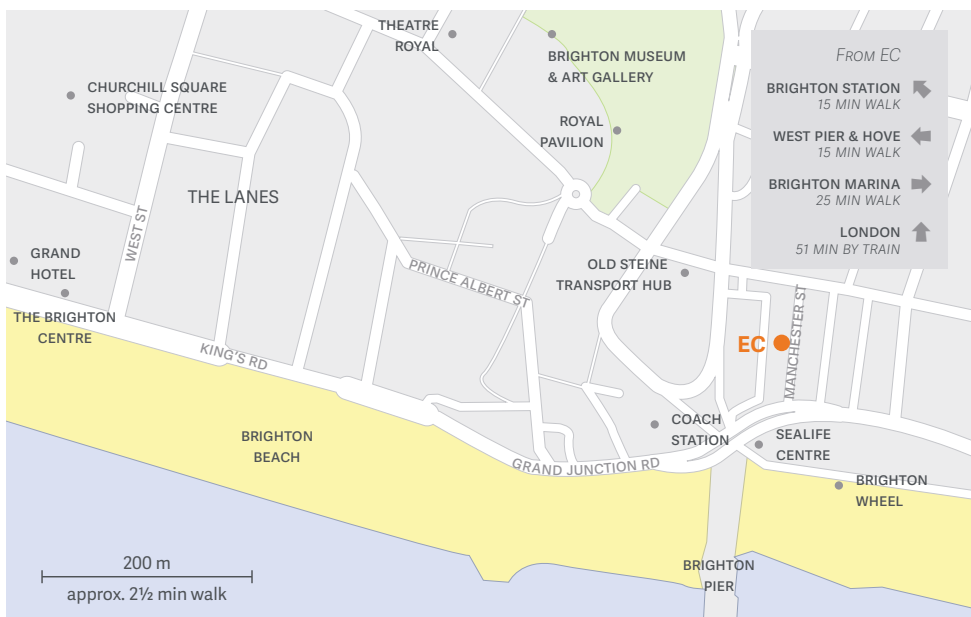 THEATRE
ROYAL
BRIGHTON MUSEUM
& ART GALLERY
CHURCHILL SQUARE
SHOPPING CENTRE
ROYAL
PAVILION
FROM EC
BRIGHTON STATION
15 MIN WALK
WEST PIER & HOVE
15 MIN WALK
BRIGHTON MARINA
25 MIN WALK
LONDON
51 MIN BY TRAIN
THE LANES
WEST ST
GRAND
HOTEL
PRINCE ALBERT ST
OLD STEINE
TRANSPORT HUB
THE BRIGHTON
CENTRE
KING'S RD
EC
MANCHESTER ST
BRIGHTON
BEACH
COACH
STATION
SEALIFE
CENTRE
GRAND JUNCTION RD
BRIGHTON
WHEEL
BRIGHTON
PIER
200 m
approx. 2½ min walk